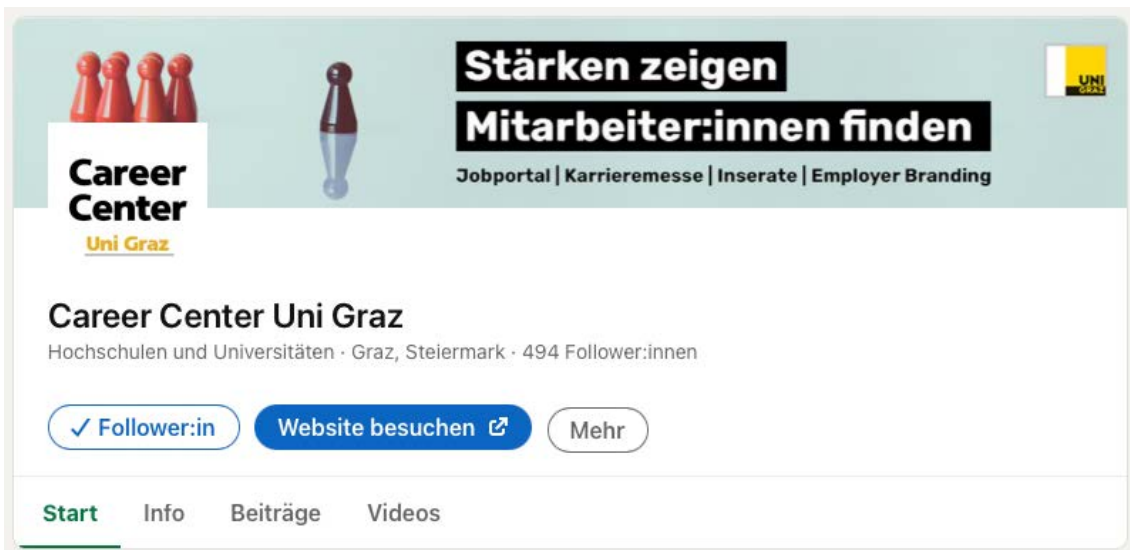 Stärken zeigen
Mitarbeiter:innen finden
Jobportal | Karrieremesse | Inserate | Employer Branding
UNI
GRAZ
Career
Center
Uni Graz
Career Center Uni Graz
Hochschulen und Universitäten · Graz, Steiermark · 494 Follower:innen
✓ Follower:in
Website besuchen
Mehr
Start
Info
Beiträge
Videos